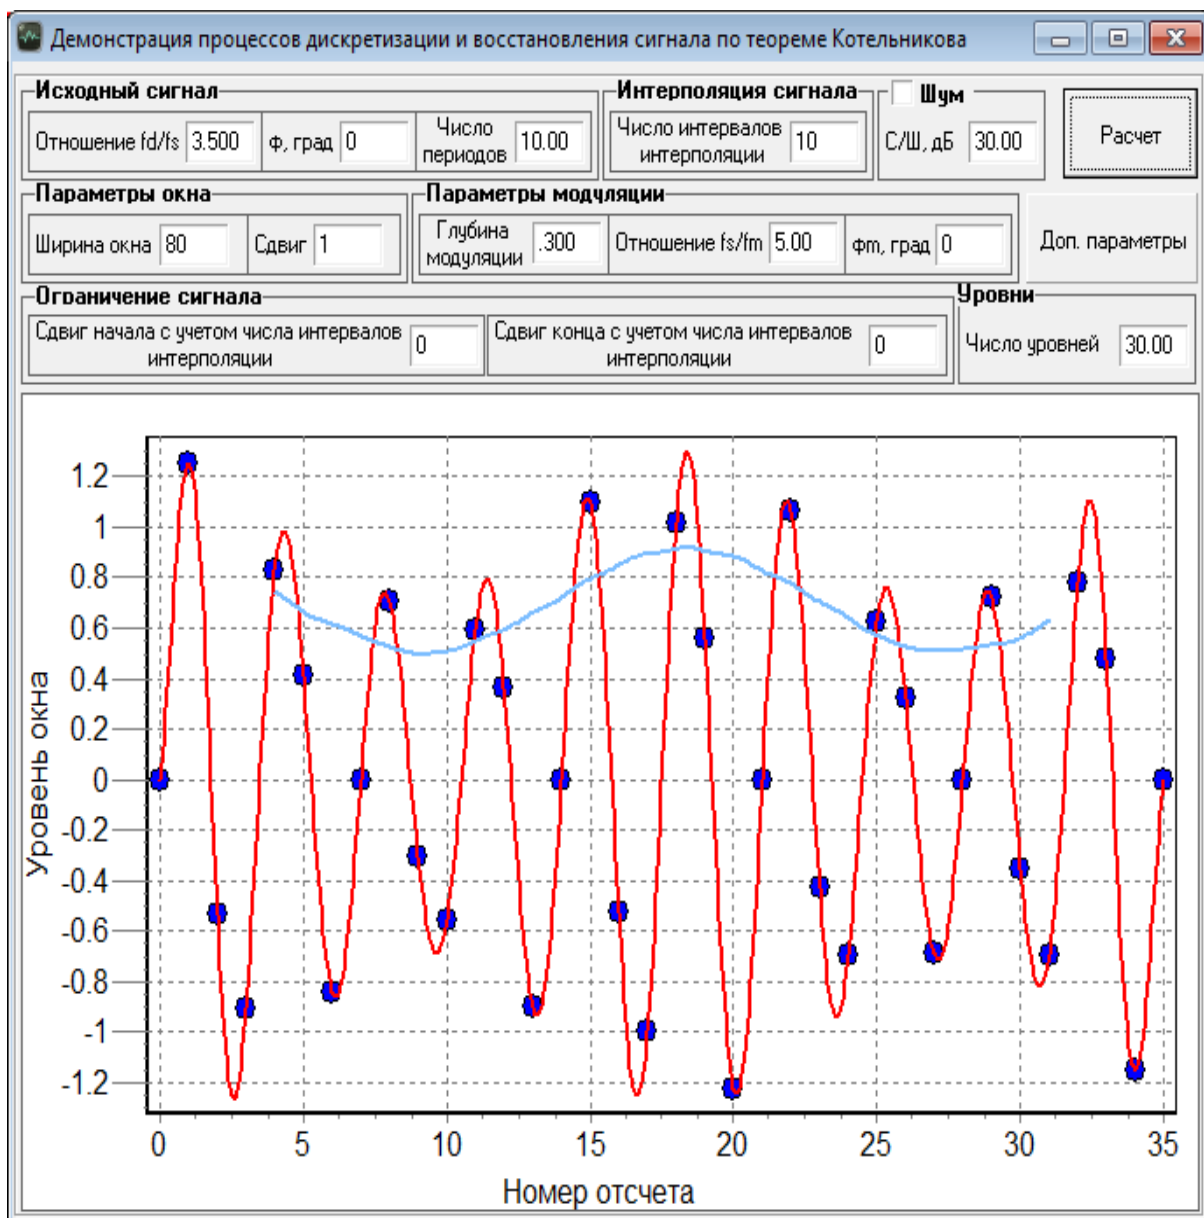 Демонстрация процессов дискретизации и восстановления сигнала по теореме Котельникова
Исходный сигнал
Отношение fd/fs 3.500
ф, град 0
Число
периодов 10.00
Интерполяция сигнала
Число интервалов
интерполяции 10
Шум
С/Ш, дБ 30.00
Расчет
Параметры окна
Ширина окна 80
Сдвиг 1
Параметры модуляции
Глубина
модуляции .300
Отношение fs/fm 5.00
Фm, град 0
Доп. параметры
Ограничение сигнала
Сдвиг начала с учетом числа интервалов
интерполяции 0
Сдвиг конца с учетом числа интервалов
интерполяции 0
Уровни
Число уровней 30.00
1.2
1
0.8
0.6
0.4
0.2
0
-0.2
-0.4
-0.6
-0.8
-1
-1.2
Уровень окна
0 5 10 15 20 25 30 35
Номер отсчета